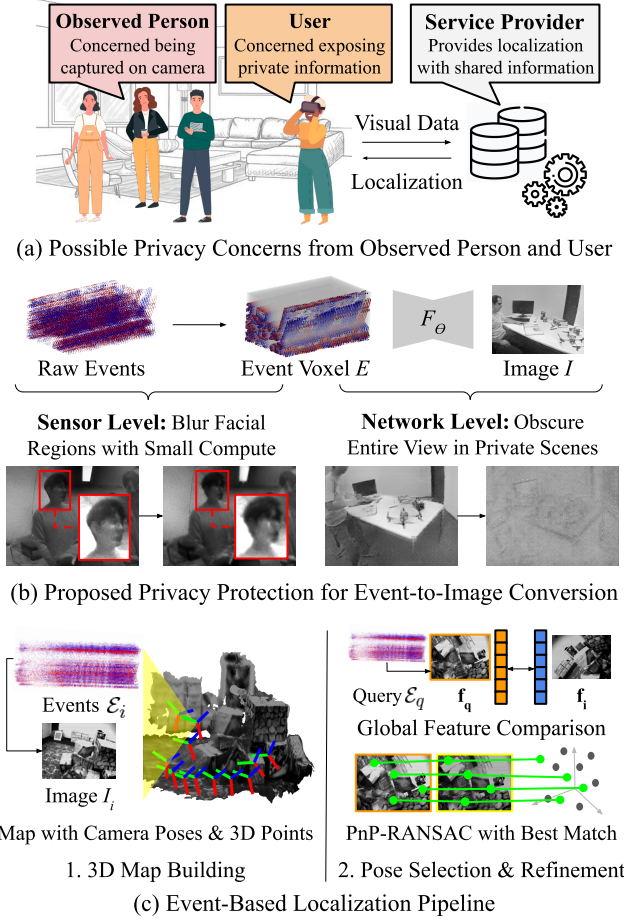 Observed Person
Concerned being
captured on camera
User
Concerned exposing
private information
Service Provider
Provides localization
with shared information
Visual Data
Localization
(a) Possible Privacy Concerns from Observed Person and User
Raw Events
Event Voxel E
F_Θ
Image I
Sensor Level: Blur Facial
Regions with Small Compute
Network Level: Obscure
Entire View in Private Scenes
(b) Proposed Privacy Protection for Event-to-Image Conversion
Events ℰ_i
Image I_i
Map with Camera Poses & 3D Points
1. 3D Map Building
Query ℰ_q
f_q
f_i
Global Feature Comparison
PnP-RANSAC with Best Match
2. Pose Selection & Refinement
(c) Event-Based Localization Pipeline